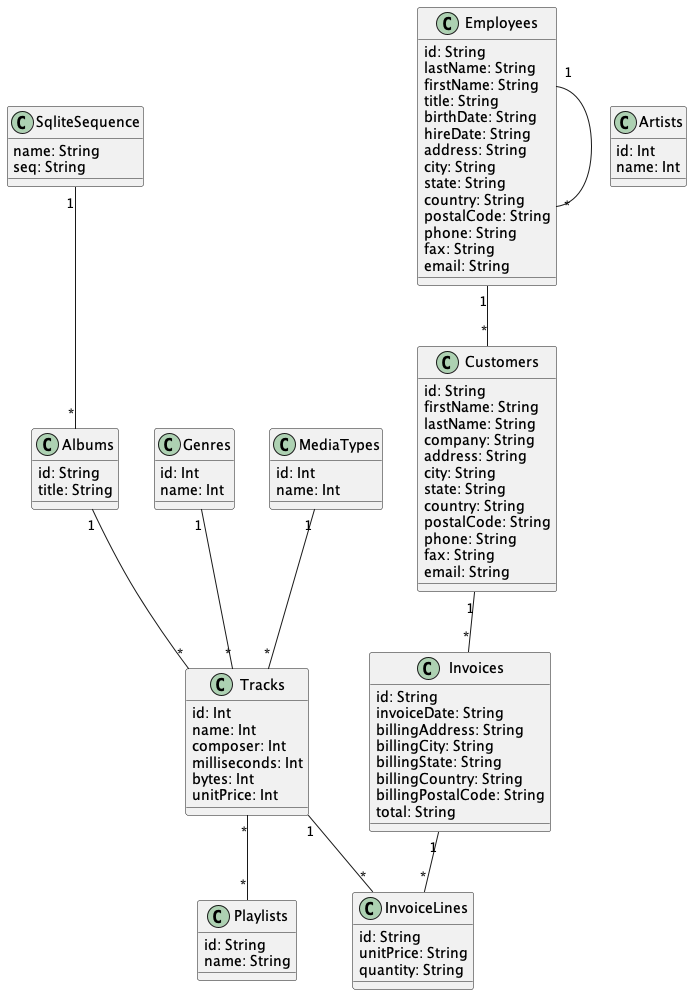 C Employees
id: String
lastName: String
firstName: String
title: String
birthDate: String
hireDate: String
address: String
city: String
state: String
country: String
postalCode: String
phone: String
fax: String
email: String
1
*
C SqliteSequence
name: String
seq: String
C Artists
id: Int
name: Int
1
*
1
*
C Customers
id: String
firstName: String
lastName: String
company: String
address: String
city: String
state: String
country: String
postalCode: String
phone: String
fax: String
email: String
C Albums
id: String
title: String
C Genres
id: Int
name: Int
C MediaTypes
id: Int
name: Int
1
*
1
*
1
*
1
*
C Tracks
id: Int
name: Int
composer: Int
milliseconds: Int
bytes: Int
unitPrice: Int
C Invoices
id: String
invoiceDate: String
billingAddress: String
billingCity: String
billingState: String
billingCountry: String
billingPostalCode: String
total: String
*
*
1
*
1
*
C Playlists
id: String
name: String
C InvoiceLines
id: String
unitPrice: String
quantity: String